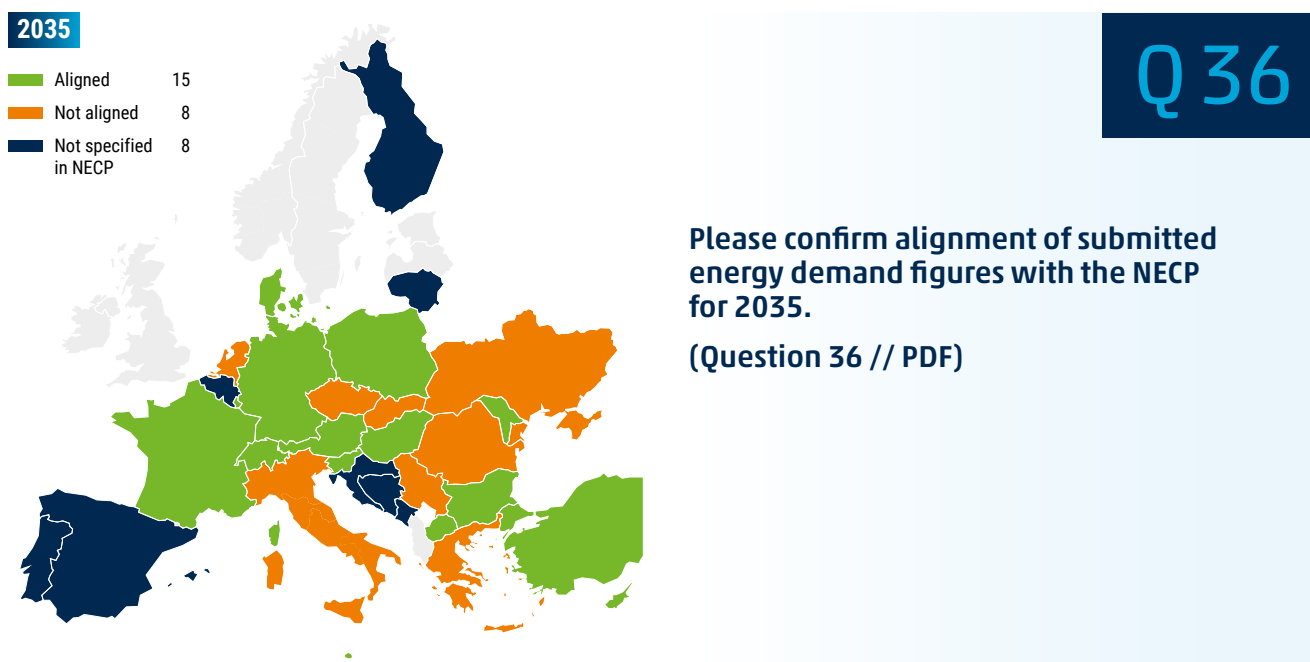 2035
Aligned 15
Not aligned 8
Not specified 8
in NECP
Q 36
Please confirm alignment of submitted
energy demand figures with the NECP
for 2035.
(Question 36 // PDF)